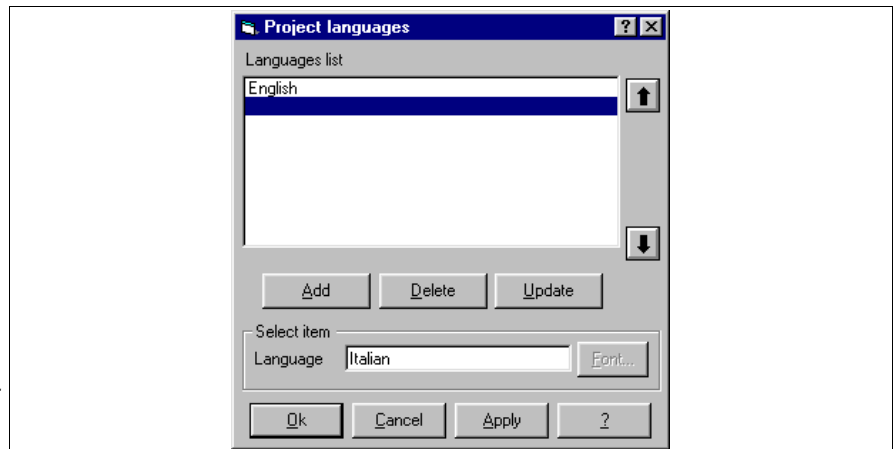 Project languages
Languages list
English
Add Delete Update
Select item
Language Italian Font...
Ok Cancel Apply ?